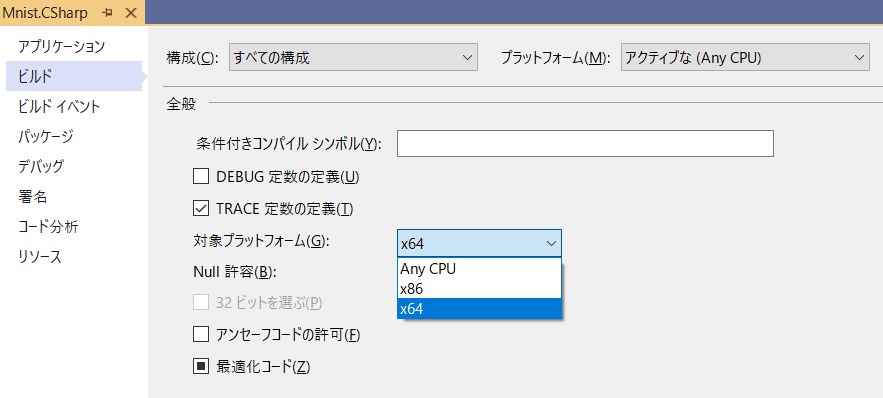 Mnist.CSharp
アプリケーション
ビルド
ビルド イベント
パッケージ
デバッグ
署名
コード分析
リソース
構成(C): すべての構成 プラットフォーム(M): アクティブな (Any CPU)
全般
条件付きコンパイル シンボル(Y):
DEBUG 定数の定義(U)
TRACE 定数の定義(T)
対象プラットフォーム(G): x64
Any CPU
x86
x64
Null 許容(B):
32 ビットを選ぶ(P)
アンセーフコードの許可(F)
最適化コード(Z)